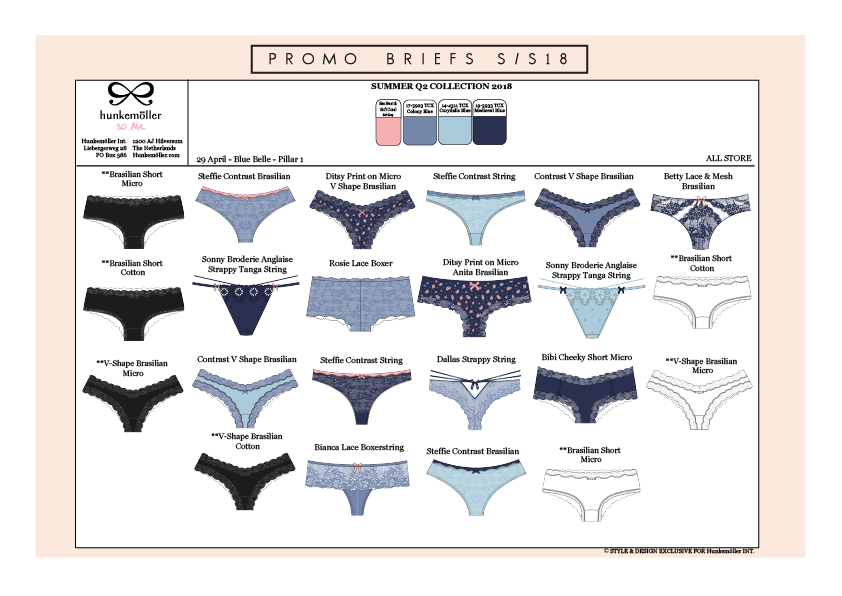 PROMO BRIEFS S/S18
SUMMER Q2 COLLECTION 2018
hunkemöller
so me
Hunkemöller Int. 1200 AJ Hilversum
Liebergerweg 28 The Netherlands
PO Box 586 Hunkemoller.com
17-3923 TCX
Colony Blue
14-4511 TCX
Corydalis Blue
19-3933 TCX
Medieval Blue
29 April - Blue Belle - Pillar 1
ALL STORE
**Brasilian Short
Micro
Steffie Contrast Brasilian
Ditsy Print on Micro
V Shape Brasilian
Steffie Contrast String
Contrast V Shape Brasilian
Betty Lace & Mesh
Brasilian
**Brasilian Short
Cotton
Sonny Broderie Anglaise
Strappy Tanga String
Rosie Lace Boxer
Ditsy Print on Micro
Anita Brasilian
Sonny Broderie Anglaise
Strappy Tanga String
**Brasilian Short
Cotton
**V-Shape Brasilian
Micro
Contrast V Shape Brasilian
Steffie Contrast String
Dallas Strappy String
Bibi Cheeky Short Micro
**V-Shape Brasilian
Micro
**V-Shape Brasilian
Cotton
Bianca Lace Boxerstring
Steffie Contrast Brasilian
**Brasilian Short
Micro
© STYLE & DESIGN EXCLUSIVE FOR Hunkemöller INT.